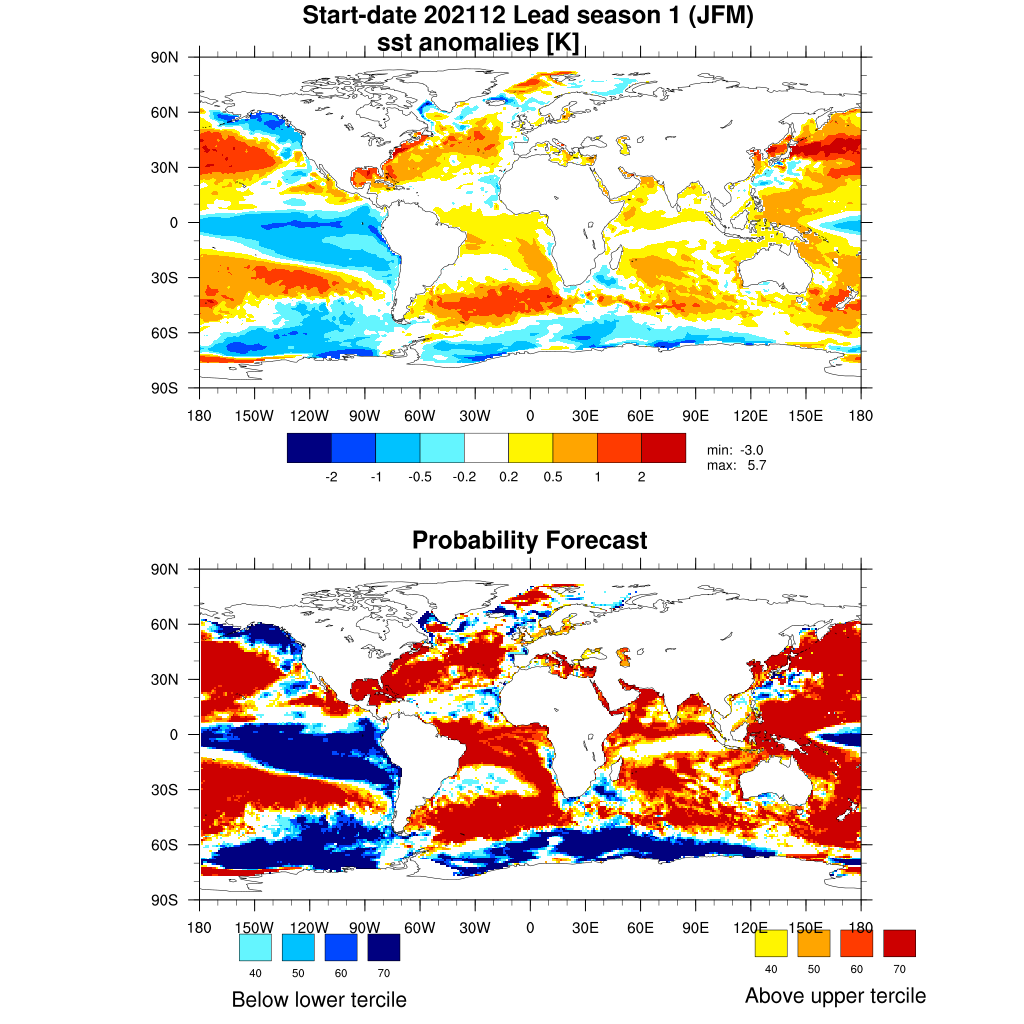 Start-date 202112 Lead season 1 (JFM)
sst anomalies [K]
90N
60N
30N
0
30S
60S
90S
180 150W 120W 90W 60W 30W 0 30E 60E 90E 120E 150E 180
-2 -1 -0.5 -0.2 0.2 0.5 1 2
min: -3.0
max: 5.7
Probability Forecast
90N
60N
30N
0
30S
60S
90S
180 150W 120W 90W 60W 30W 0 30E 60E 90E 120E 150E 180
40 50 60 70
Below lower tercile
40 50 60 70
Above upper tercile